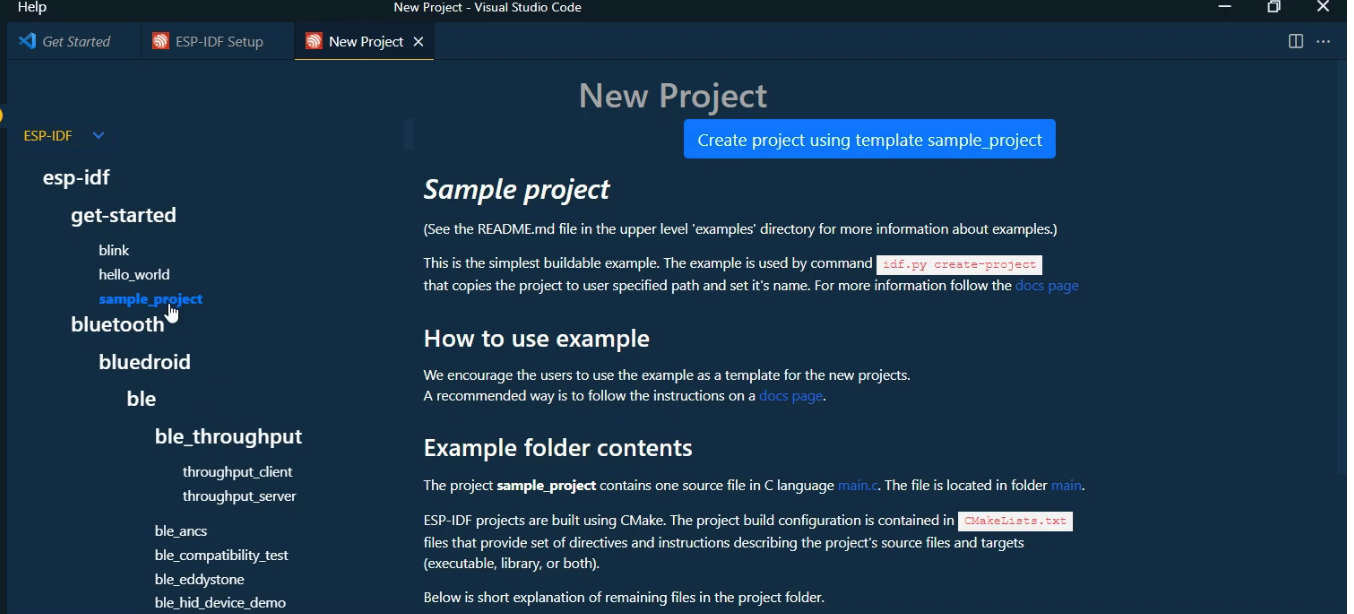 Help
New Project - Visual Studio Code
Get Started
ESP-IDF Setup
New Project
New Project
ESP-IDF
Create project using template sample_project
esp-idf
get-started
blink
hello_world
sample_project
bluetooth
bluedroid
ble
ble_throughput
throughput_client
throughput_server
ble_ancs
ble_compatibility_test
ble_eddystone
ble_hid_device_demo
Sample project
(See the README.md file in the upper level 'examples' directory for more information about examples.)
This is the simplest buildable example. The example is used by command idf.py create-project
that copies the project to user specified path and set it's name. For more information follow the docs page
How to use example
We encourage the users to use the example as a template for the new projects.
A recommended way is to follow the instructions on a docs page.
Example folder contents
The project sample_project contains one source file in C language main.c. The file is located in folder main.
ESP-IDF projects are built using CMake. The project build configuration is contained in CMakeLists.txt
files that provide set of directives and instructions describing the project's source files and targets
(executable, library, or both).
Below is short explanation of remaining files in the project folder.